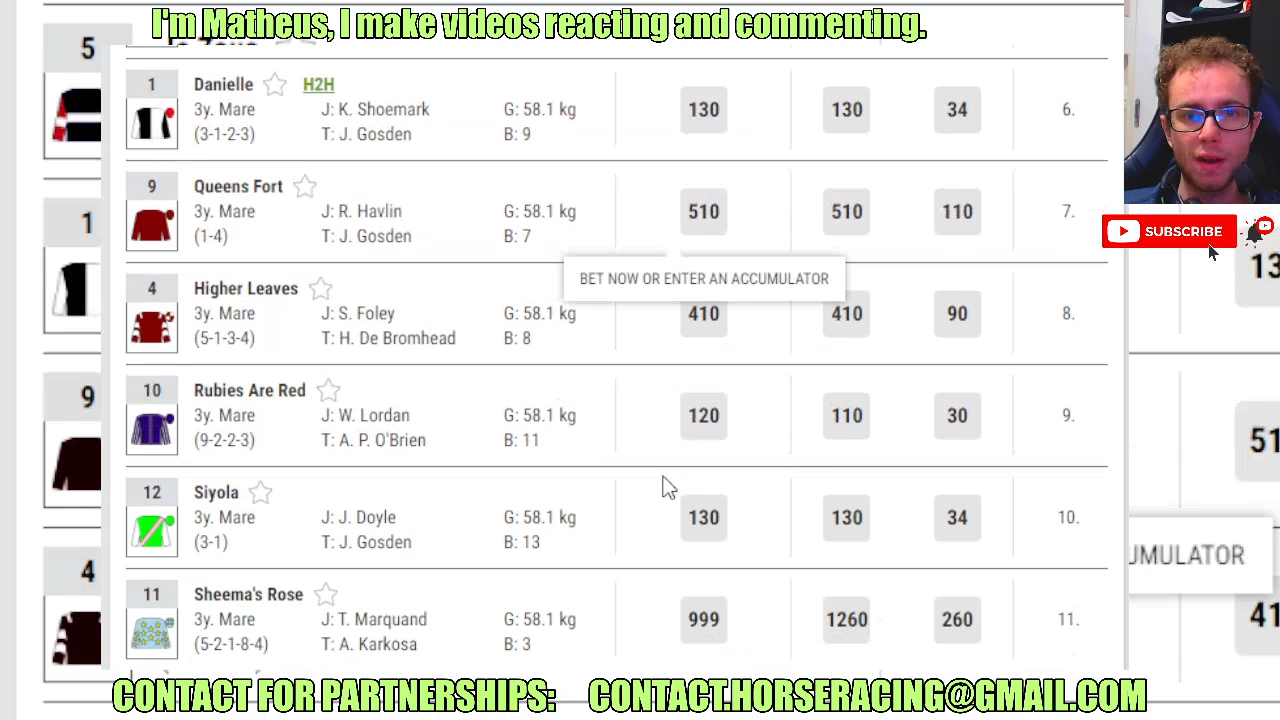 I'm Matheus, I make videos reacting and commenting.
5
1 Danielle H2H
3y. Mare J: K. Shoemark G: 58.1 kg 130 130 34 6.
(3-1-2-3) T: J. Gosden B: 9
SUBSCRIBE
9 Queens Fort
3y. Mare J: R. Havlin G: 58.1 kg 510 510 110 7.
(1-4) T: J. Gosden B: 7
1
13
BET NOW OR ENTER AN ACCUMULATOR
4 Higher Leaves
3y. Mare J: S. Foley G: 58.1 kg 410 410 90 8.
(5-1-3-4) T: H. De Bromhead B: 8
9
10 Rubies Are Red
3y. Mare J: W. Lordan G: 58.1 kg 120 110 30 9.
(9-2-2-3) T: A. P. O'Brien B: 11
51
12 Siyola
3y. Mare J: J. Doyle G: 58.1 kg 130 130 34 10.
(3-1) T: J. Gosden B: 13
UMULATOR
4
11 Sheema's Rose
3y. Mare J: T. Marquand G: 58.1 kg 999 1260 260 11.
(5-2-1-8-4) T: A. Karkosa B: 3
41
CONTACT FOR PARTNERSHIPS: CONTACT.HORSERACING@GMAIL.COM